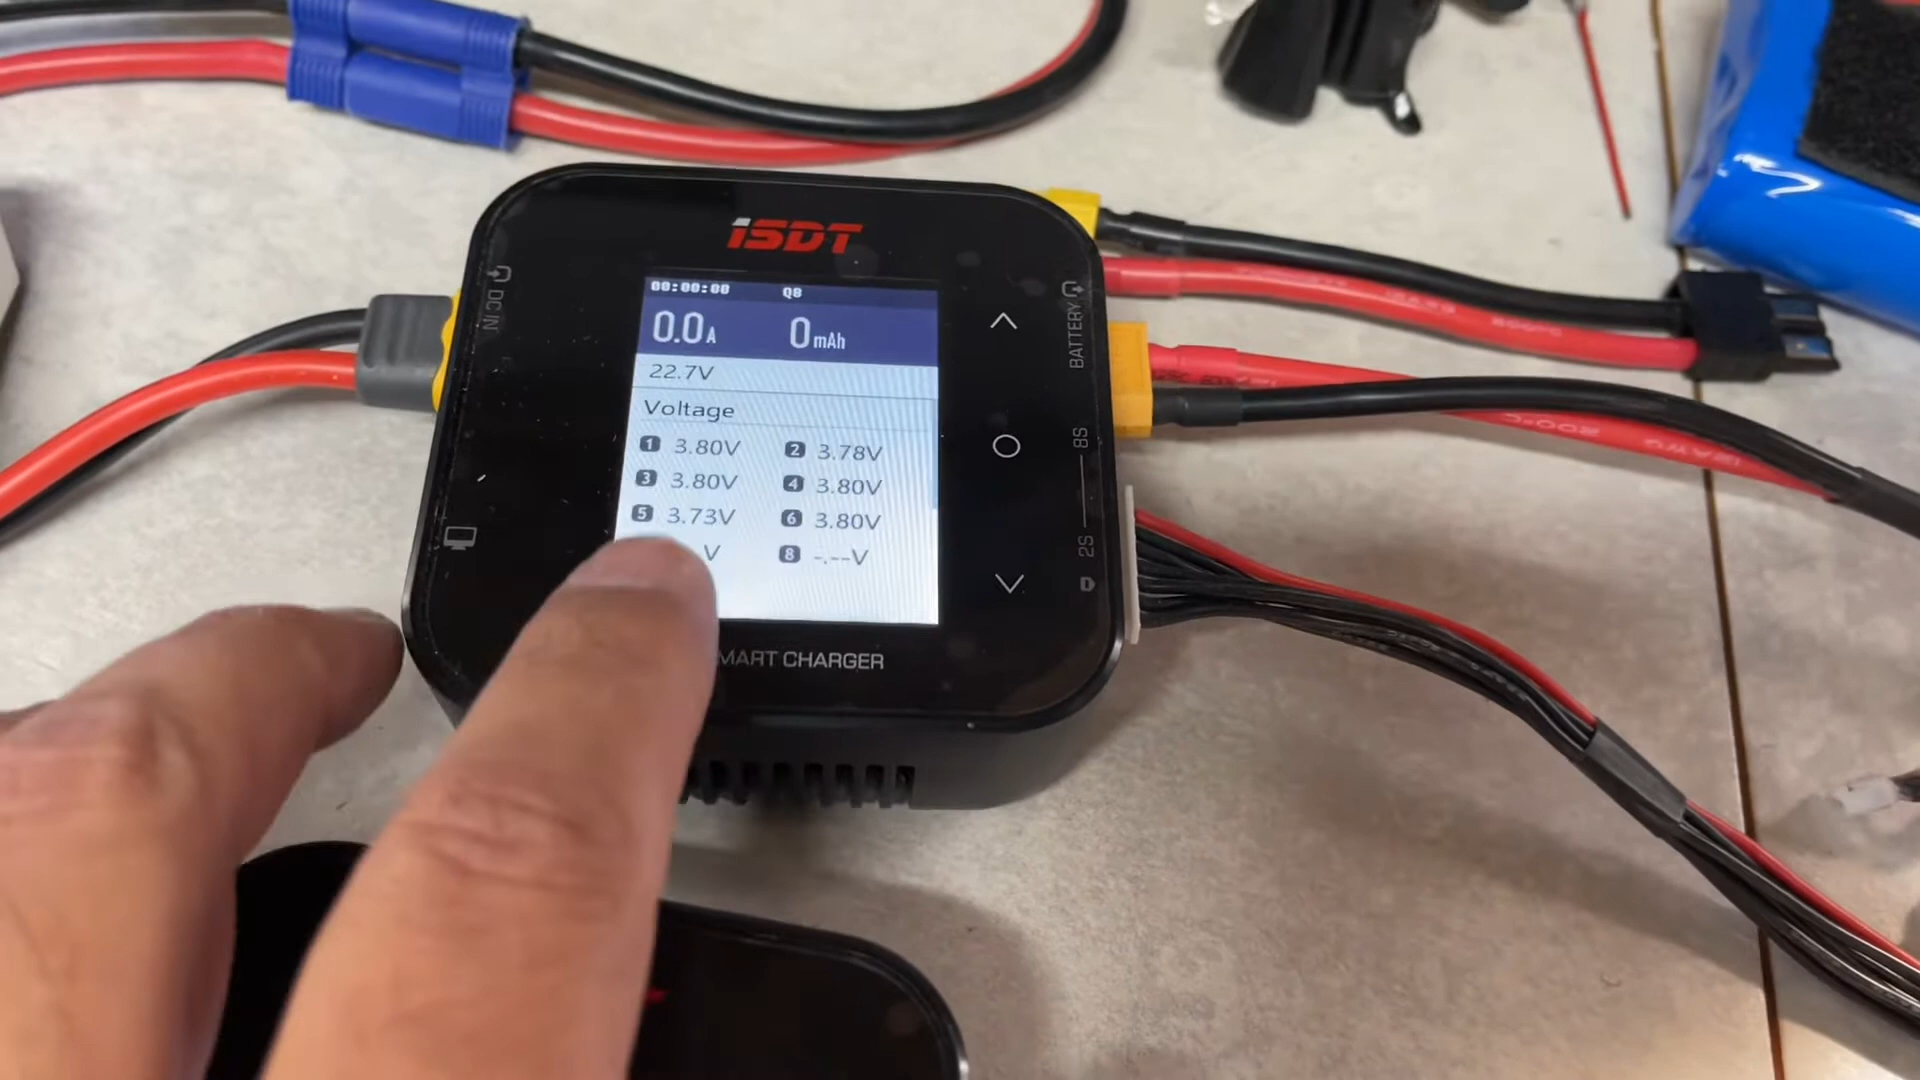 iSDT
00:00:00 Q8
0.0A 0mAh
22.7V
Voltage
1 3.80V 2 3.78V
3 3.80V 4 3.80V
5 3.73V 6 3.80V
V 8 -.--V
MART CHARGER
DC IN
BATTERY
8S
2S